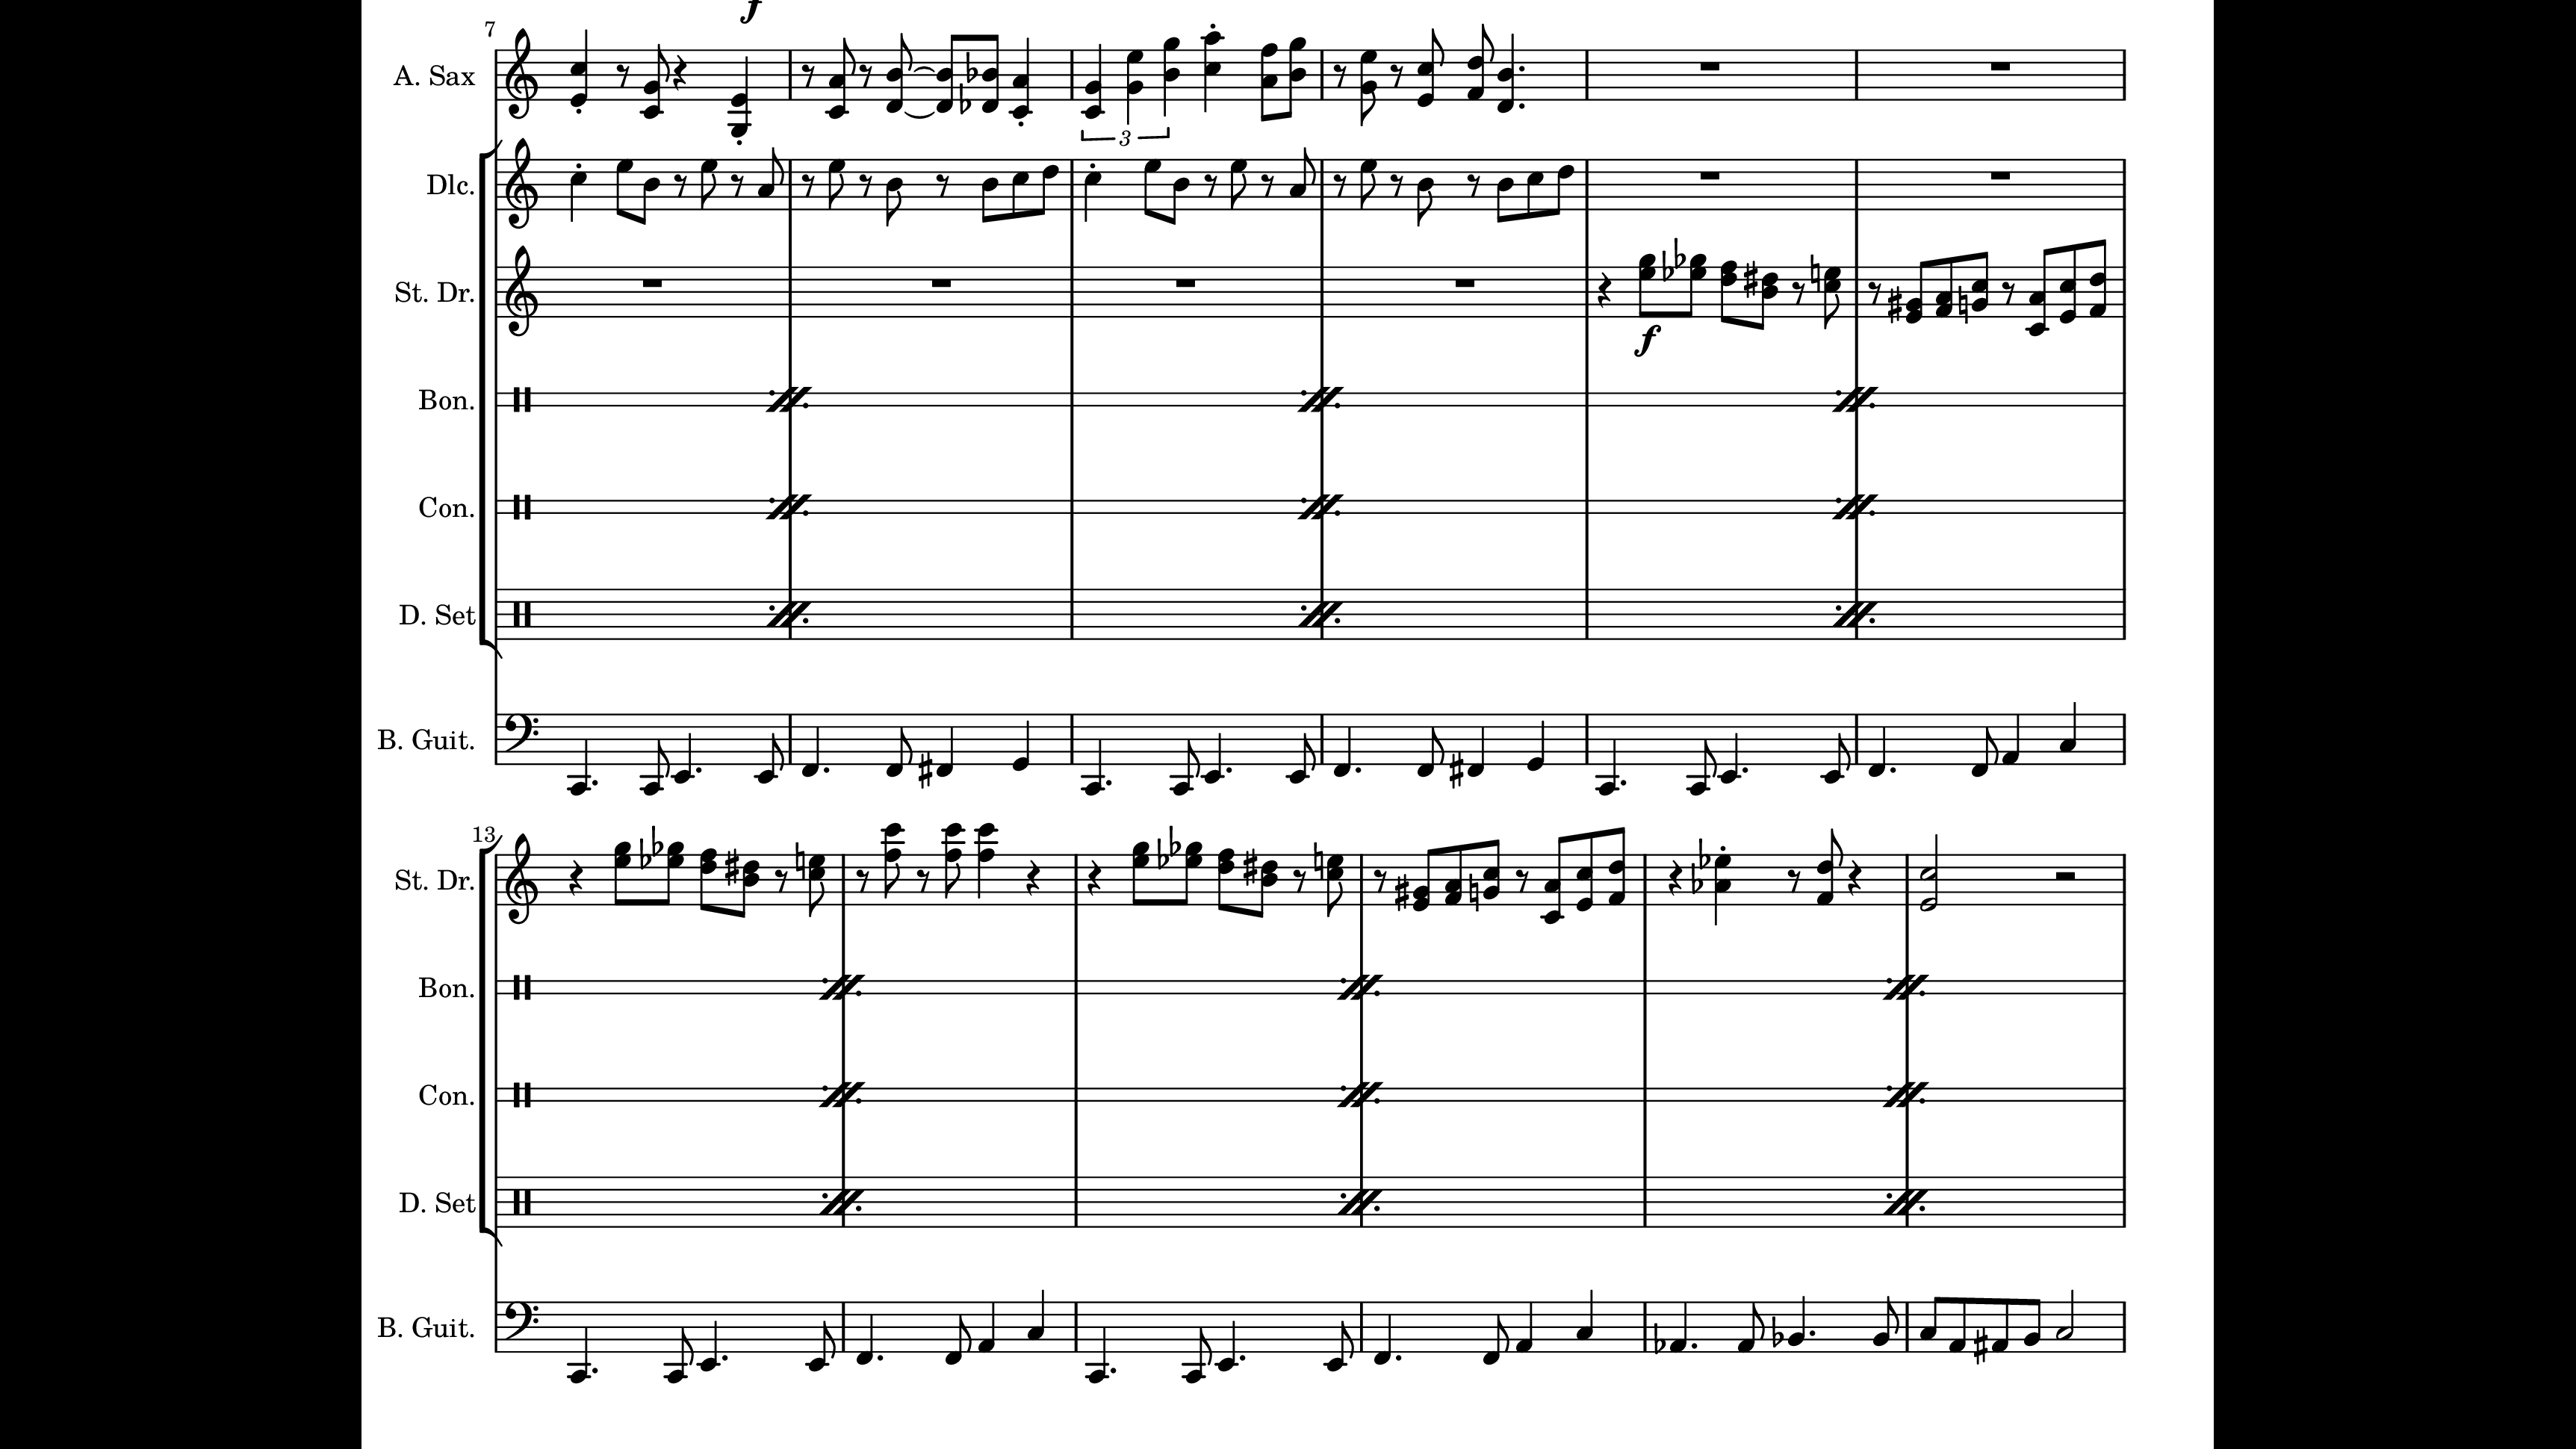 f
7
A. Sax
3
Dlc.
St. Dr.
f
Bon.
Con.
D. Set
B. Guit.
13
St. Dr.
Bon.
Con.
D. Set
B. Guit.